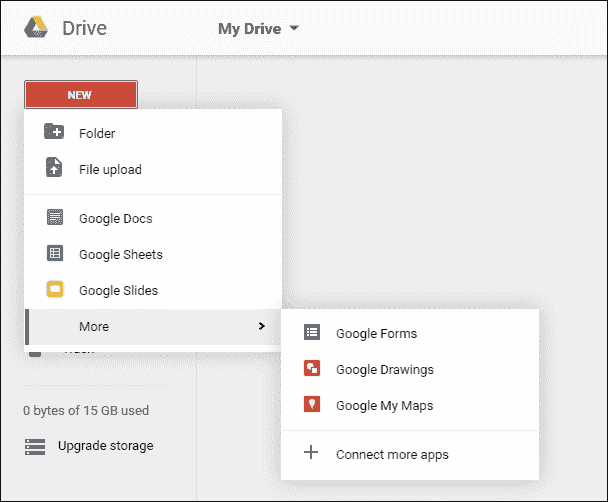 Drive
My Drive
NEW
Folder
File upload
Google Docs
Google Sheets
Google Slides
More
Google Forms
Google Drawings
Google My Maps
Connect more apps
0 bytes of 15 GB used
Upgrade storage